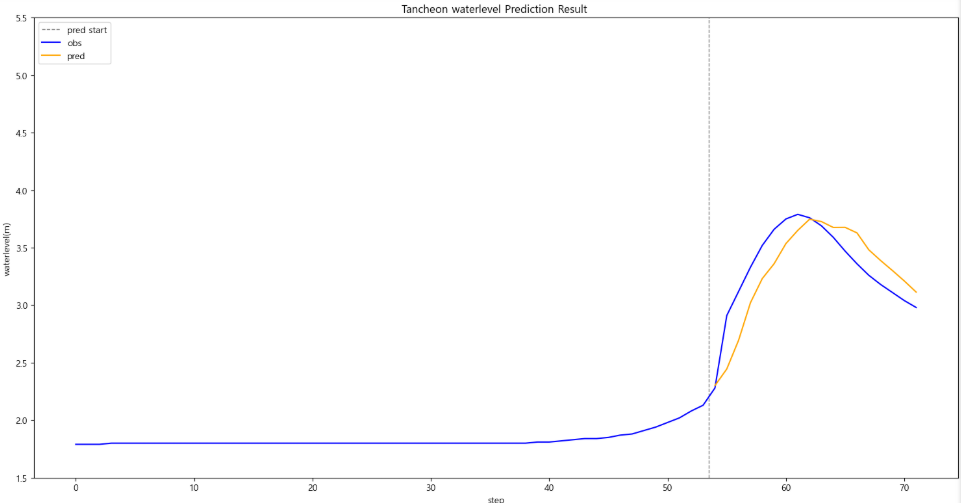 Tancheon waterlevel Prediction Result
pred start
obs
pred
waterlevel(m)
5.5
5.0
4.5
4.0
3.5
3.0
2.5
2.0
1.5
0 10 20 30 40 50 60 70
step